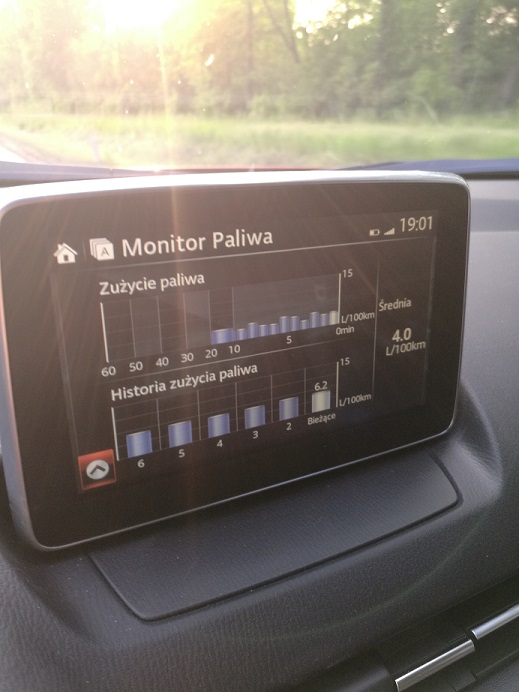 A Monitor Paliwa 19:01
Zużycie paliwa
15
L/100km
60 50 40 30 20 10 5 0min
Średnia
4.0
L/100km
Historia zużycia paliwa
15
6.2
L/100km
6 5 4 3 2 Bieżące